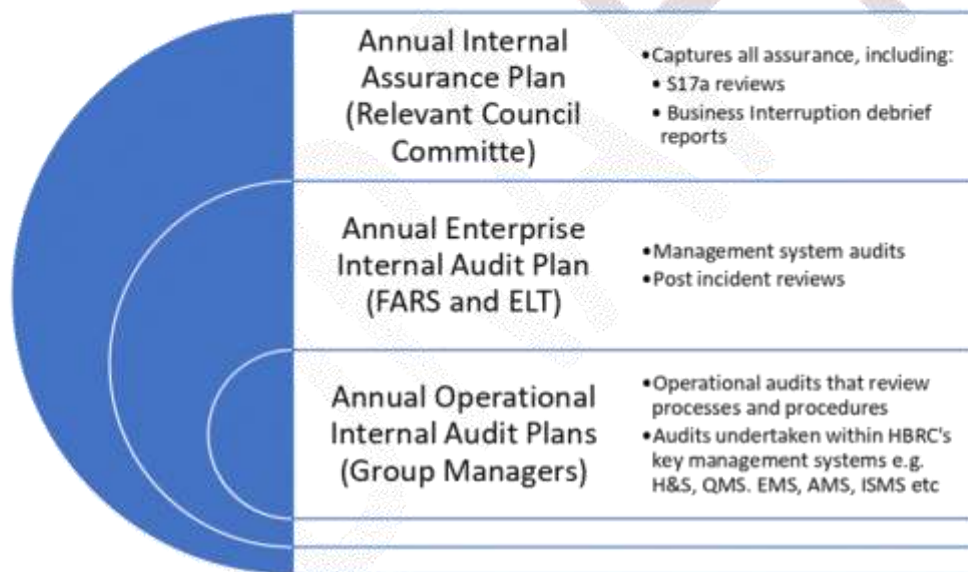 Annual Internal
Assurance Plan
(Relevant Council
Committe)
•Captures all assurance, including:
• S17a reviews
• Business Interruption debrief
reports
Annual Enterprise
Internal Audit Plan
(FARS and ELT)
•Management system audits
•Post incident reviews
Annual Operational
Internal Audit Plans
(Group Managers)
•Operational audits that review
processes and procedures
•Audits undertaken within HBRC's
key management systems e.g.
H&S, QMS. EMS, AMS, ISMS etc